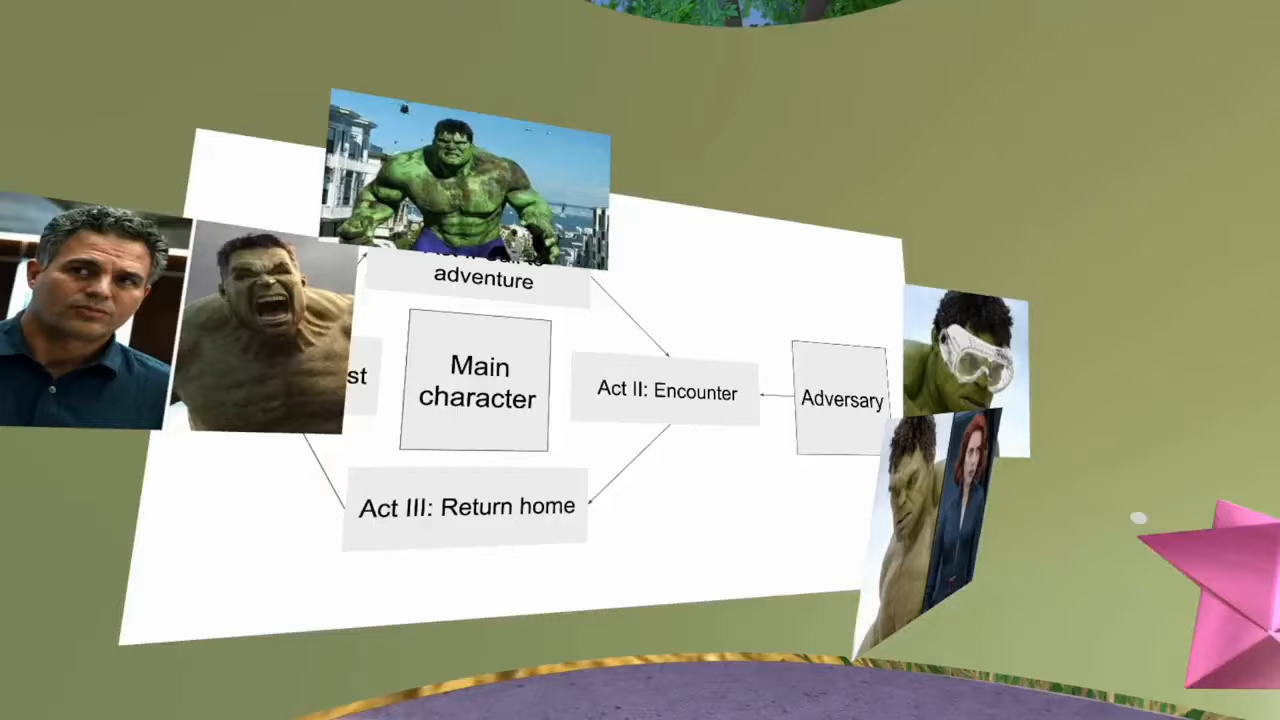 adventure
Main
character
st
Act II: Encounter
Adversary
Act III: Return home